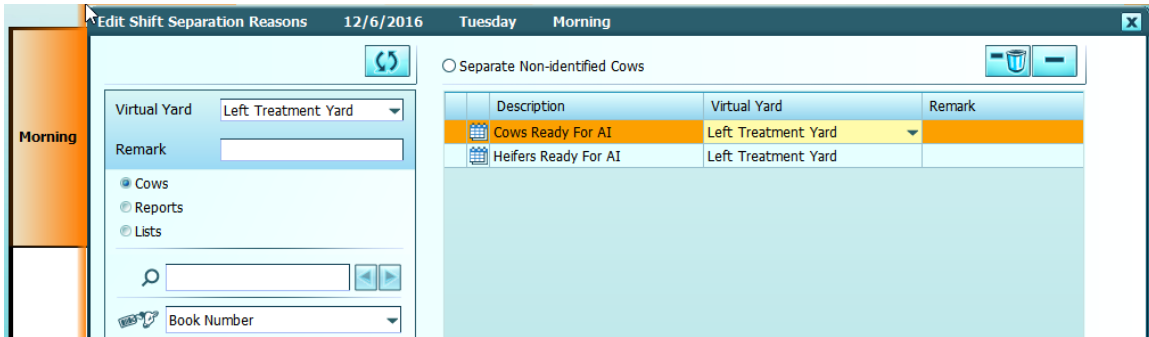 Edit Shift Separation Reasons 12/6/2016 Tuesday Morning
Morning
Virtual Yard Left Treatment Yard
Remark
Cows
Reports
Lists
Book Number
Separate Non-identified Cows
Description Virtual Yard Remark
Cows Ready For AI Left Treatment Yard
Heifers Ready For AI Left Treatment Yard